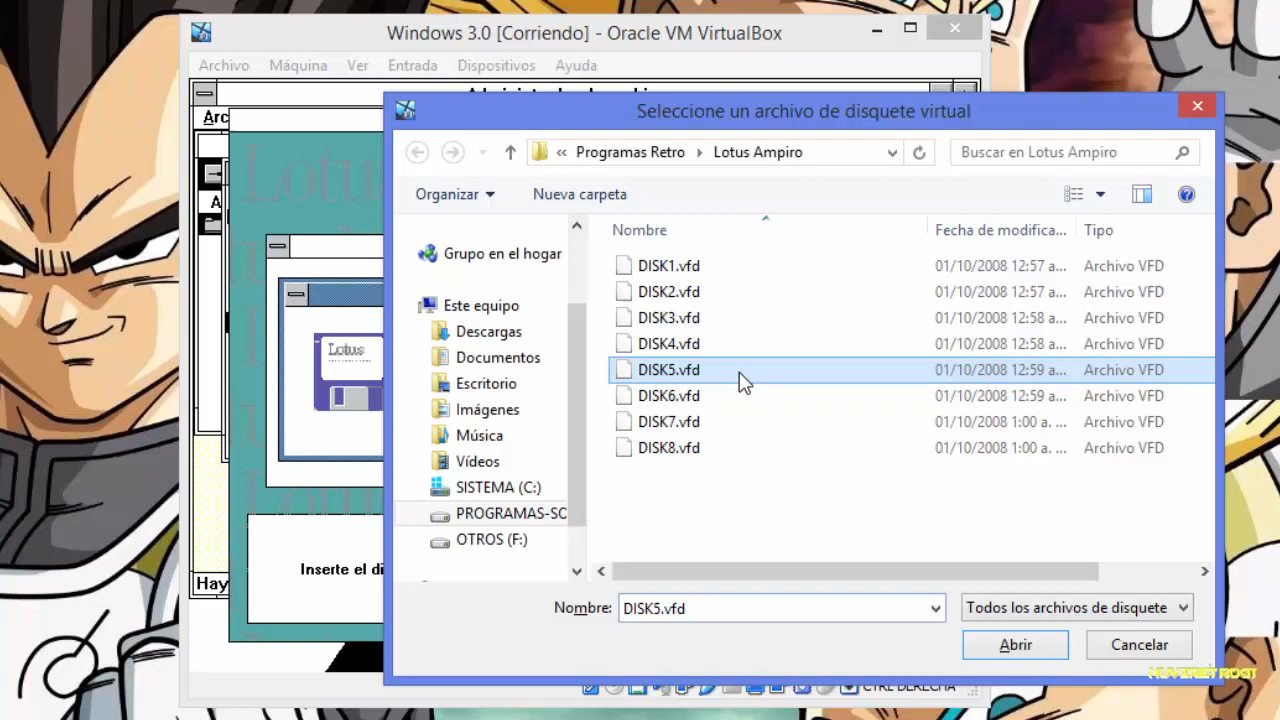 Windows 3.0 [Corriendo] - Oracle VM VirtualBox
Archivo Máquina Ver Entrada Dispositivos Ayuda
Arc
Seleccione un archivo de disquete virtual
« Programas Retro Lotus Ampiro
Buscar en Lotus Ampiro
Organizar Nueva carpeta
Nombre Fecha de modifica... Tipo
DISK1.vfd 01/10/2008 12:57 a... Archivo VFD
DISK2.vfd 01/10/2008 12:57 a... Archivo VFD
DISK3.vfd 01/10/2008 12:58 a... Archivo VFD
DISK4.vfd 01/10/2008 12:58 a... Archivo VFD
DISK5.vfd 01/10/2008 12:59 a... Archivo VFD
DISK6.vfd 01/10/2008 12:59 a... Archivo VFD
DISK7.vfd 01/10/2008 1:00 a. ... Archivo VFD
DISK8.vfd 01/10/2008 1:00 a. ... Archivo VFD
Grupo en el hogar
Este equipo
Descargas
Documentos
Escritorio
Imágenes
Música
Vídeos
SISTEMA (C:)
PROGRAMAS-SO
OTROS (F:)
Nombre: DISK5.vfd
Todos los archivos de disquete
Abrir Cancelar
Lotus
A
Lotus
Inserte el di
Hay
CTRL DERECHA